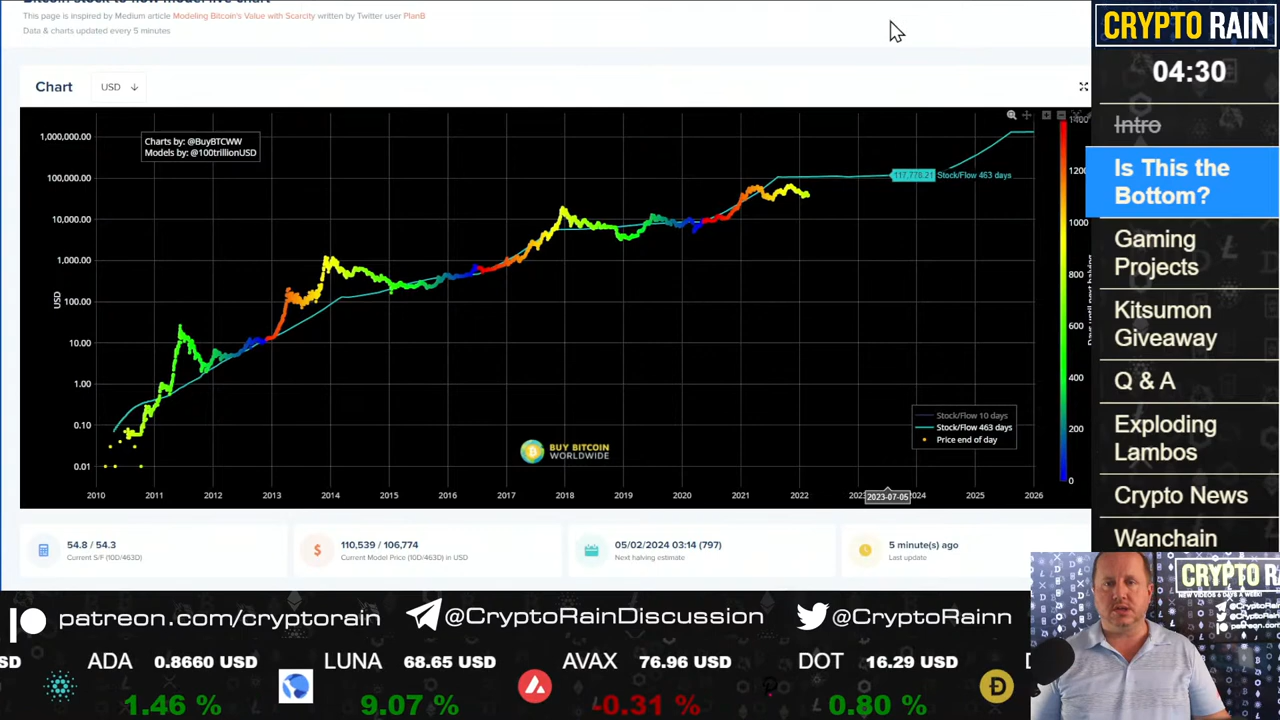 This page is inspired by Medium article Modeling Bitcoin's Value with Scarcity written by Twitter user PlanB
Data & charts updated every 5 minutes
Chart
USD
Charts by: @BuyBTCWW
Models by: @100trillionUSD
1,000,000.00
100,000.00
10,000.00
1,000.00
100.00
10.00
1.00
0.10
0.01
USD
117,778.21 Stock/Flow 463 days
Stock/Flow 10 days
Stock/Flow 463 days
Price end of day
BUY BITCOIN
WORLDWIDE
2010 2011 2012 2013 2014 2015 2016 2017 2018 2019 2020 2021 2022 2023-07-05 2024 2025 2026
1400
1200
1000
800
600
400
200
0
54.8 / 54.3
Current S/F (10D/463D)
110,539 / 106,774
Current Model Price (10D/463D) in USD
05/02/2024 03:14 (797)
Next halving estimate
5 minute(s) ago
Last update
CRYPTO RAIN
04:30
Intro
Is This the
Bottom?
Gaming
Projects
Kitsumon
Giveaway
Q & A
Exploding
Lambos
Crypto News
Wanchain
patreon.com/cryptorain
@CryptoRainDiscussion
@CryptoRainn
SD
ADA 0.8660 USD
1.46 %
LUNA 68.65 USD
9.07 %
AVAX 76.96 USD
-0.31 %
DOT 16.29 USD
0.80 %